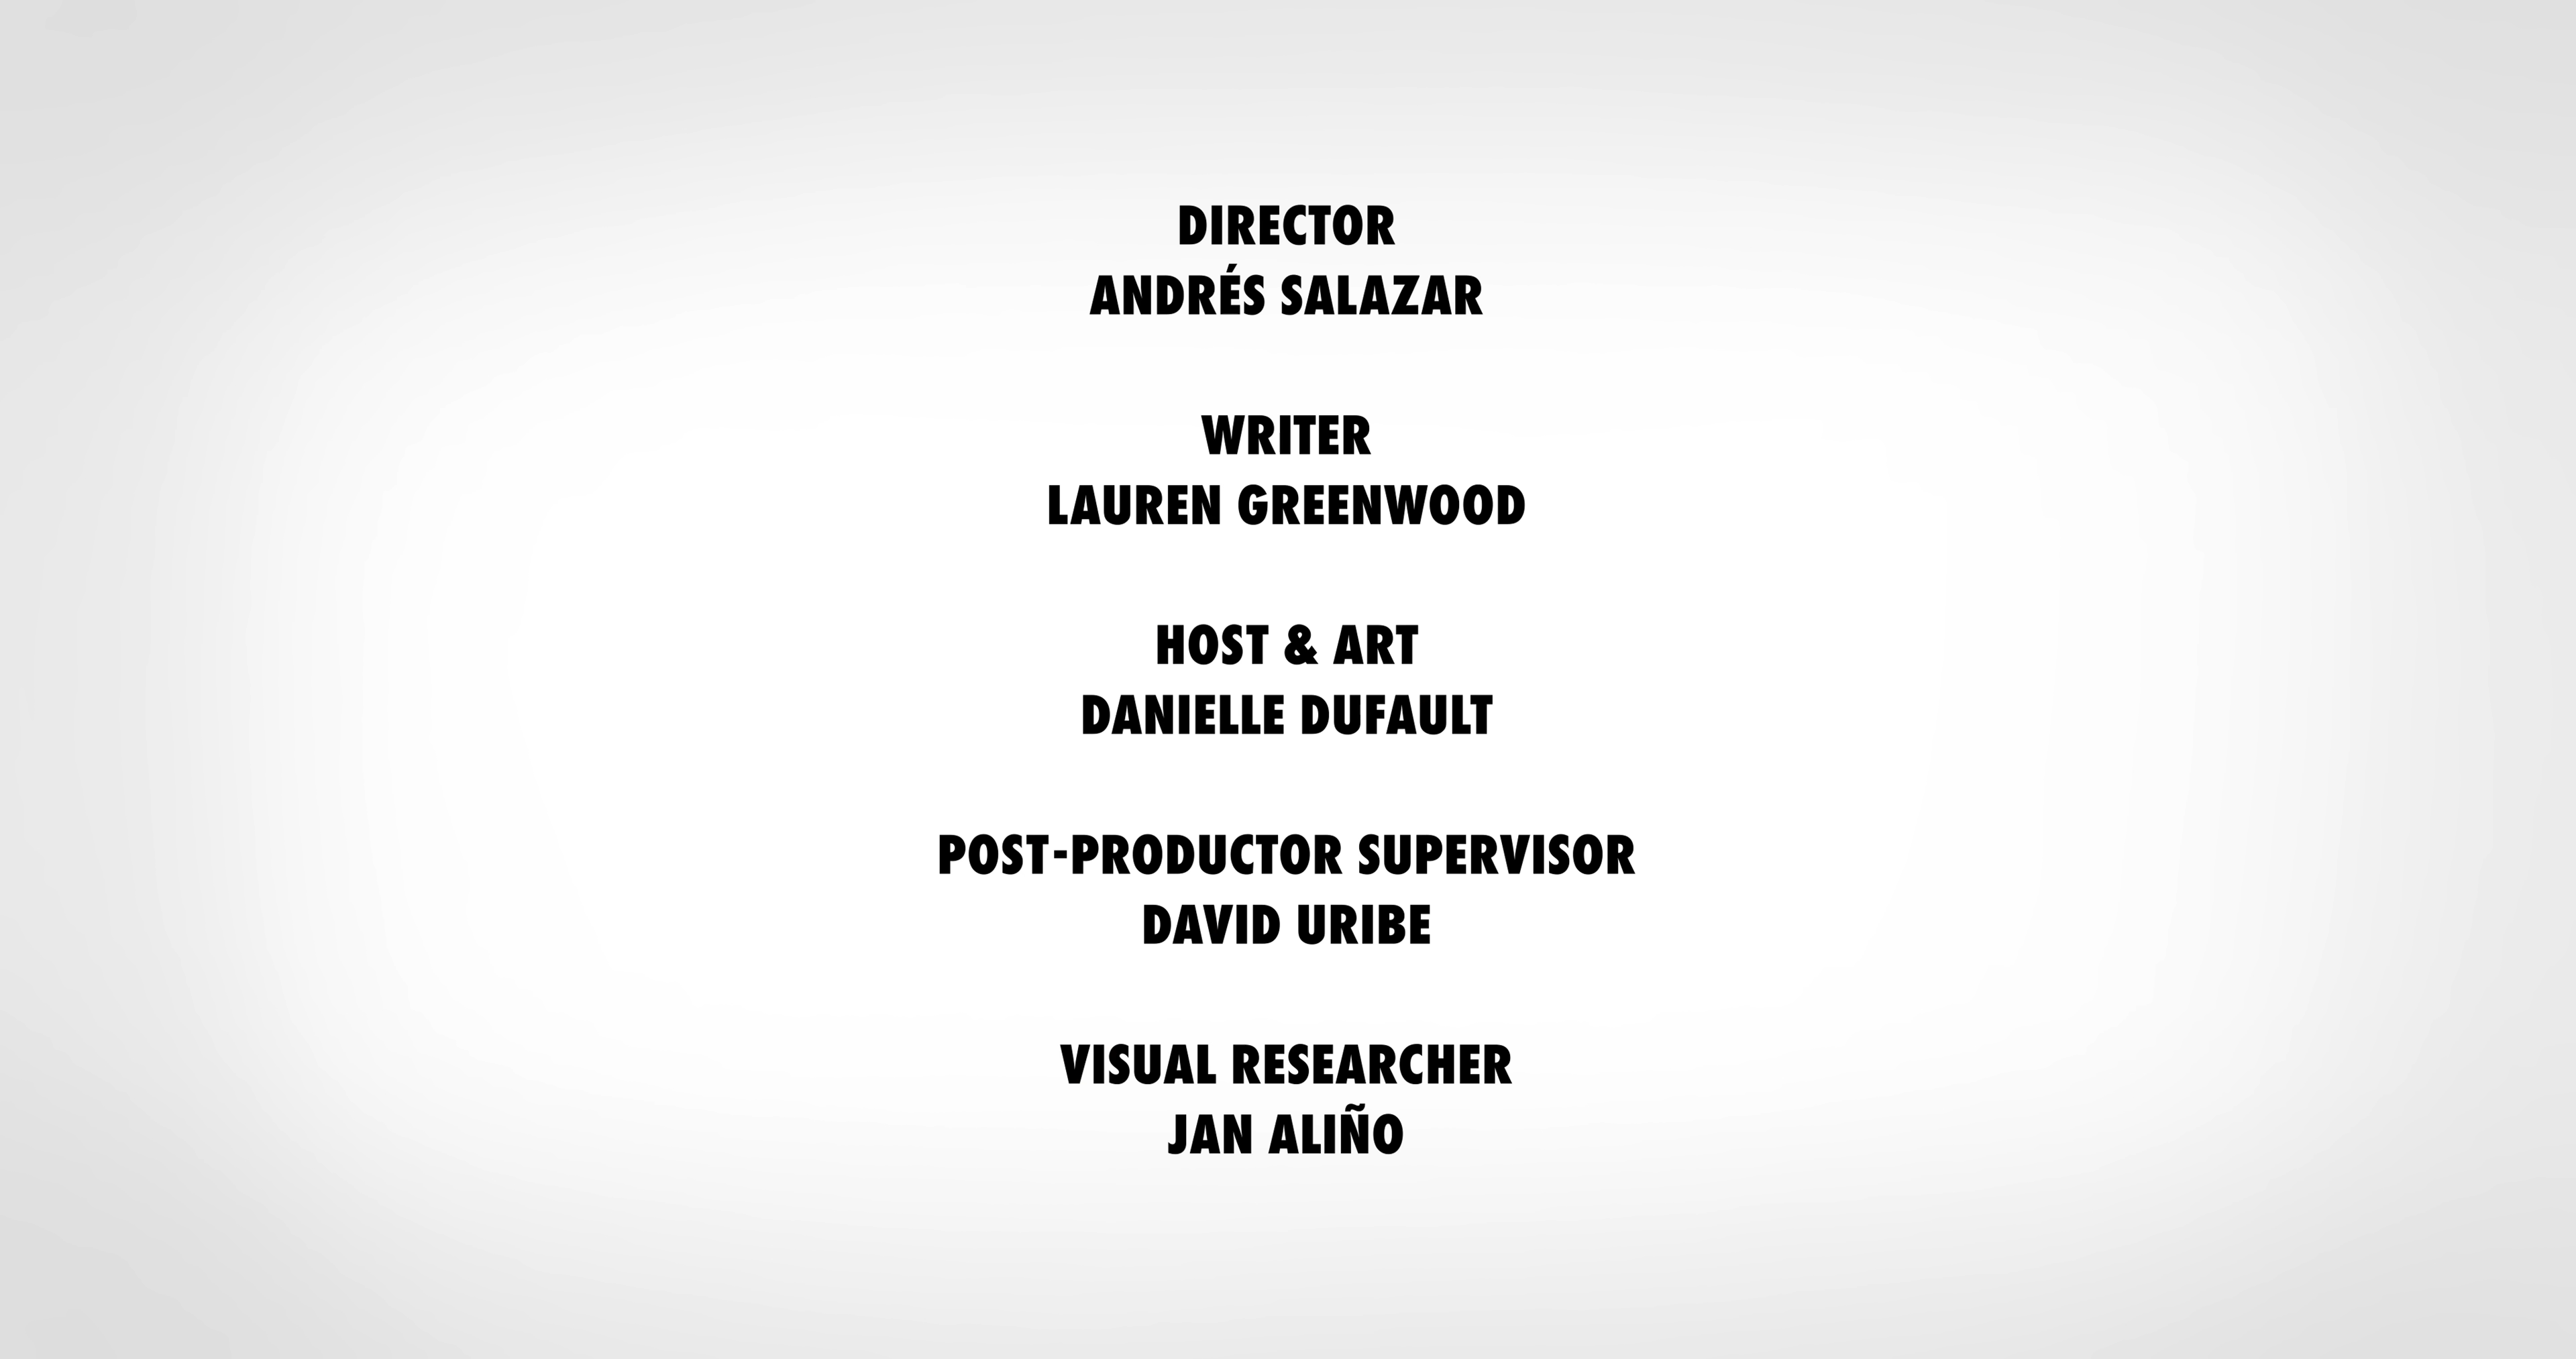 DIRECTOR
ANDRÉS SALAZAR
WRITER
LAUREN GREENWOOD
HOST & ART
DANIELLE DUFAULT
POST-PRODUCTOR SUPERVISOR
DAVID URIBE
VISUAL RESEARCHER
JAN ALIÑO